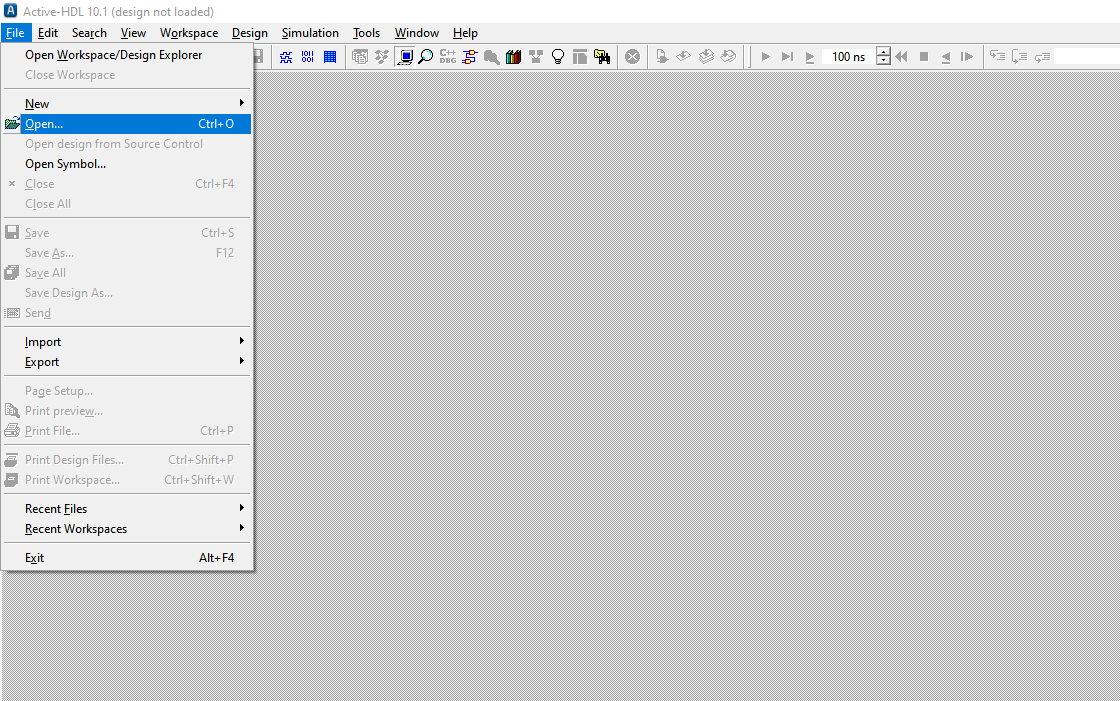 Active-HDL 10.1 (design not loaded)
File Edit Search View Workspace Design Simulation Tools Window Help
C++ DBG 100 ns
Open Workspace/Design Explorer
Close Workspace
New
Open... Ctrl+O
Open design from Source Control
Open Symbol...
Close Ctrl+F4
Close All
Save Ctrl+S
Save As... F12
Save All
Save Design As...
Send
Import
Export
Page Setup...
Print preview...
Print File... Ctrl+P
Print Design Files... Ctrl+Shift+P
Print Workspace... Ctrl+Shift+W
Recent Files
Recent Workspaces
Exit Alt+F4